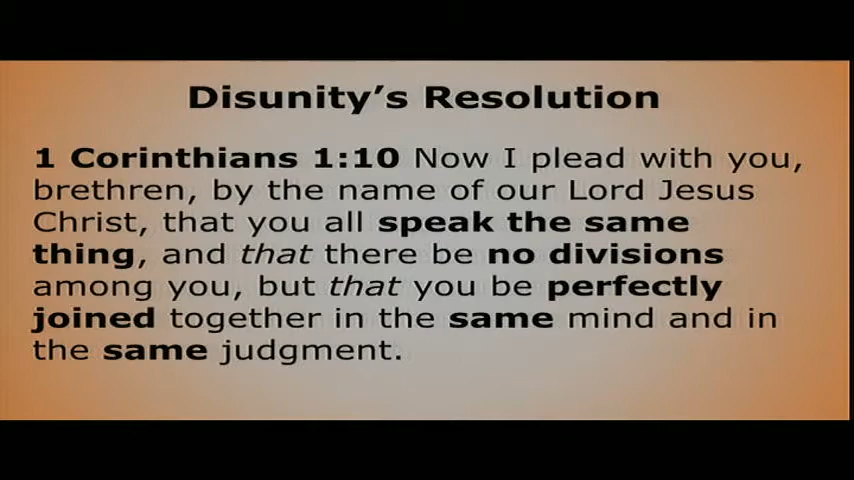 Disunity’s Resolution
1 Corinthians 1:10 Now I plead with you,
brethren, by the name of our Lord Jesus
Christ, that you all speak the same
thing, and that there be no divisions
among you, but that you be perfectly
joined together in the same mind and in
the same judgment.